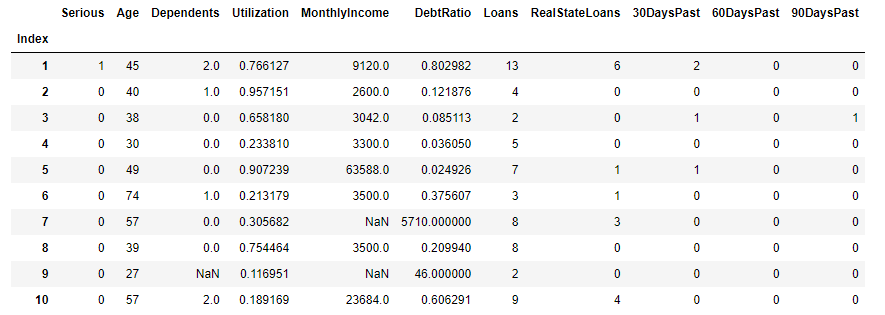 Serious Age Dependents Utilization MonthlyIncome DebtRatio Loans RealStateLoans 30DaysPast 60DaysPast 90DaysPast
Index
1 1 45 2.0 0.766127 9120.0 0.802982 13 6 2 0 0
2 0 40 1.0 0.957151 2600.0 0.121876 4 0 0 0 0
3 0 38 0.0 0.658180 3042.0 0.085113 2 0 1 0 1
4 0 30 0.0 0.233810 3300.0 0.036050 5 0 0 0 0
5 0 49 0.0 0.907239 63588.0 0.024926 7 1 1 0 0
6 0 74 1.0 0.213179 3500.0 0.375607 3 1 0 0 0
7 0 57 0.0 0.305682 NaN 5710.000000 8 3 0 0 0
8 0 39 0.0 0.754464 3500.0 0.209940 8 0 0 0 0
9 0 27 NaN 0.116951 NaN 46.000000 2 0 0 0 0
10 0 57 2.0 0.189169 23684.0 0.606291 9 4 0 0 0